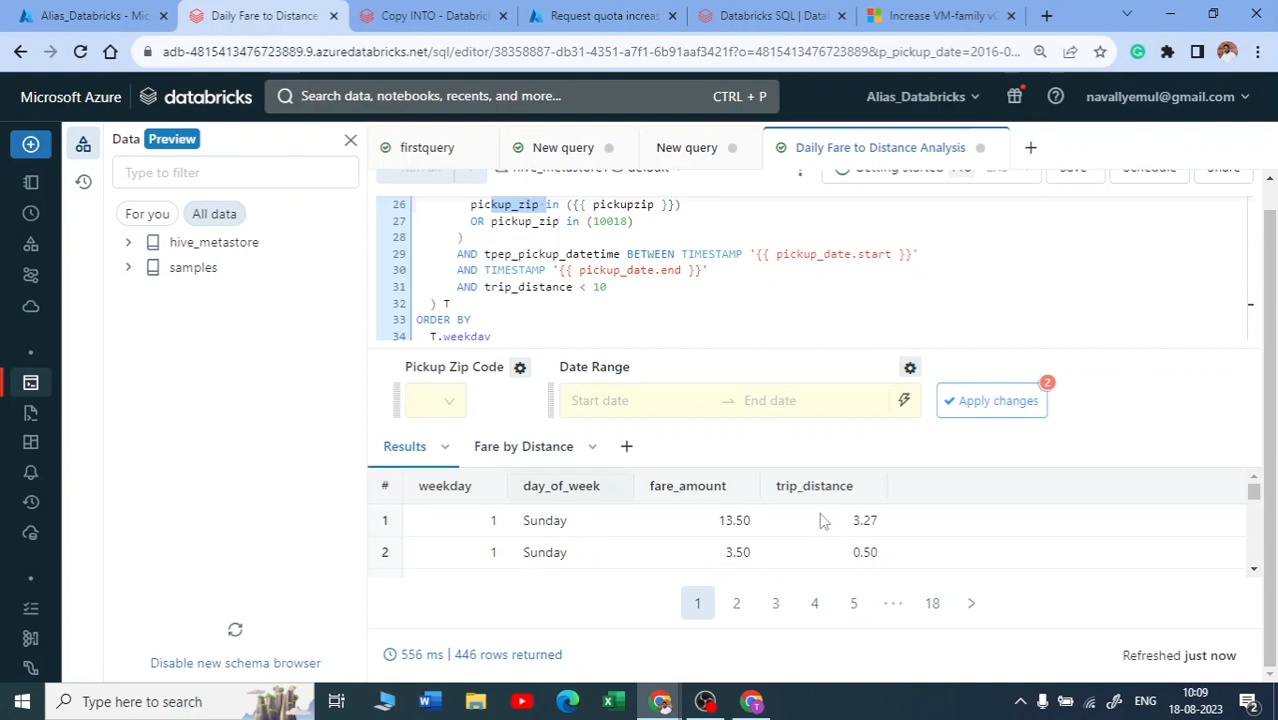 Alias_Databricks - Mic
Daily Fare to Distance
Copy INTO - Databrick
Request quota increas
Databricks SQL | Datal
Increase VM-family vC
adb-4815413476723889.9.azuredatabricks.net/sql/editor/38358887-db31-4351-a7f1-6b91aaf3421f?o=4815413476723889&p_pickup_date=2016-0...
Microsoft Azure
databricks
Search data, notebooks, recents, and more...
CTRL + P
Alias_Databricks
navallyemul@gmail.com
Data Preview
firstquery
New query
New query
Daily Fare to Distance Analysis
Type to filter
For you
All data
hive_metastore
samples
26 pickup_zip in ({{ pickupzip }})
27 OR pickup_zip in (10018)
28 )
29 AND tpep_pickup_datetime BETWEEN TIMESTAMP '{{ pickup_date.start }}'
30 AND TIMESTAMP '{{ pickup_date.end }}'
31 AND trip_distance < 10
32 ) T
33 ORDER BY
34 T.weekday
Pickup Zip Code
Date Range
2
Start date
End date
Apply changes
Results
Fare by Distance
# weekday day_of_week fare_amount trip_distance
1 1 Sunday 13.50 3.27
2 1 Sunday 3.50 0.50
1 2 3 4 5 ••• 18
556 ms | 446 rows returned
Refreshed just now
Disable new schema browser
Type here to search
ENG
10:09
18-08-2023
2